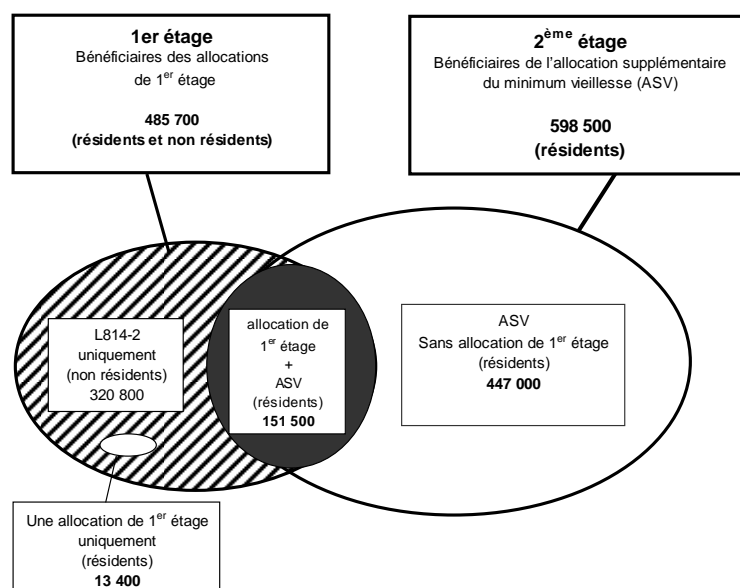 1er étage
Bénéficiaires des allocations
de 1er étage
485 700
(résidents et non résidents)
2ème étage
Bénéficiaires de l'allocation supplémentaire
du minimum vieillesse (ASV)
598 500
(résidents)
L814-2
uniquement
(non résidents)
320 800
allocation de
1er étage
+
ASV
(résidents)
151 500
ASV
Sans allocation de 1er étage
(résidents)
447 000
Une allocation de 1er étage
uniquement
(résidents)
13 400